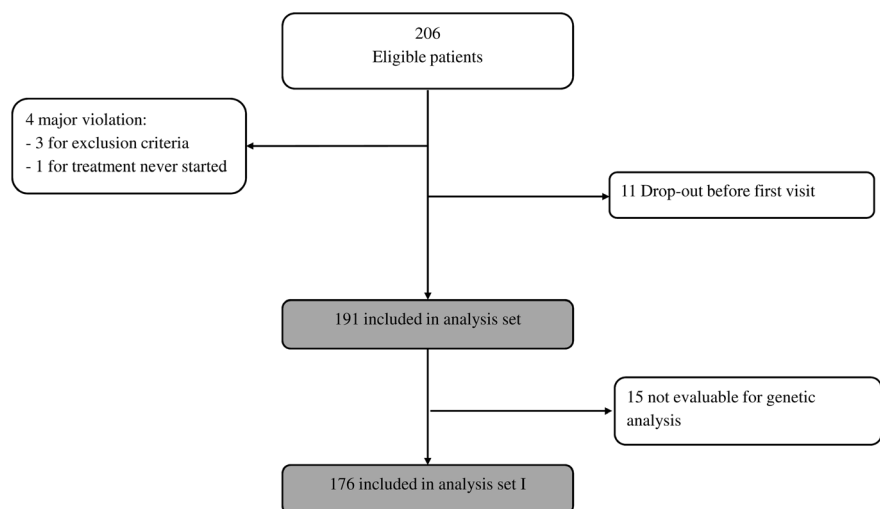 206
Eligible patients
4 major violation:
- 3 for exclusion criteria
- 1 for treatment never started
11 Drop-out before first visit
191 included in analysis set
15 not evaluable for genetic
analysis
176 included in analysis set I